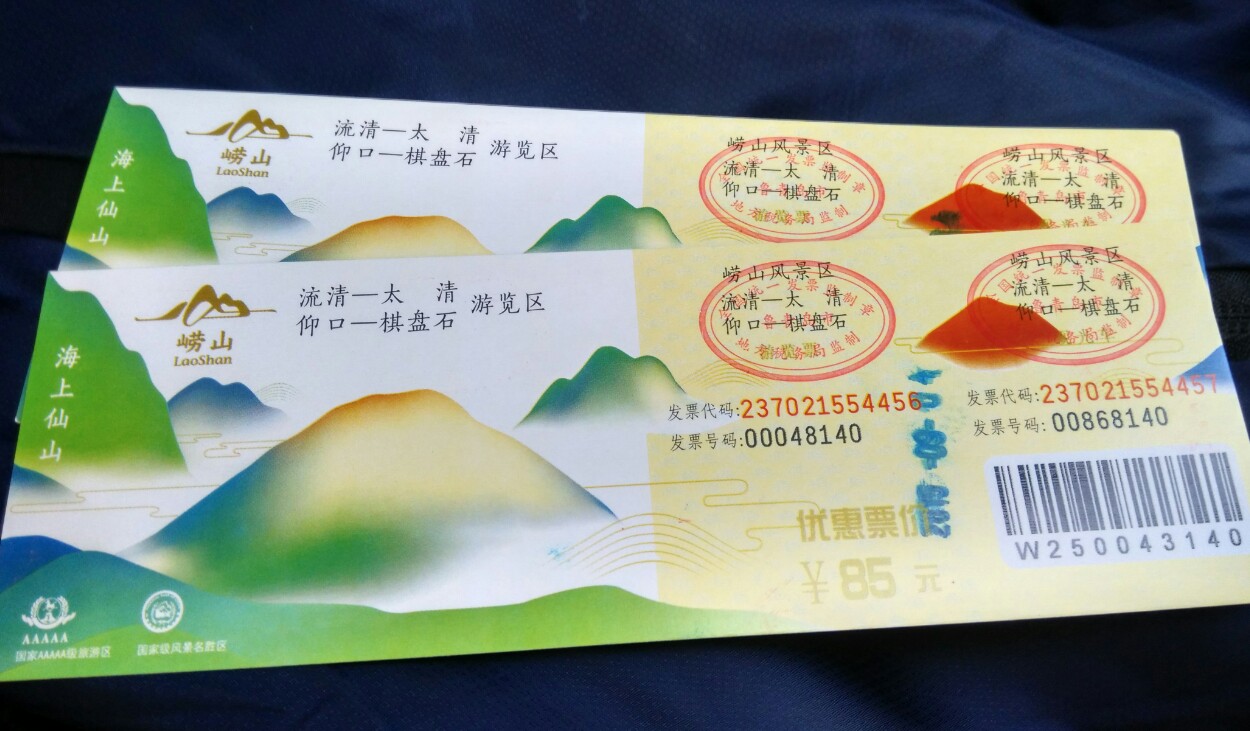 海上仙山
崂山
LaoShan
流清—太 清
仰口—棋盘石
游览区
崂山风景区
流清—太 清
仰口—棋盘石
崂山风景区
流清—太 清
仰口—棋盘石
海上仙山
崂山
LaoShan
流清—太 清
仰口—棋盘石
游览区
崂山风景区
流清—太 清
仰口—棋盘石
发票代码:237021554456
发票号码:00048140
优惠票价
¥85元
崂山风景区
流清—太 清
仰口—棋盘石
发票代码:237021554457
发票号码:00868140
W250043140
AAAAA
国家AAAAA级旅游区
国家级风景名胜区